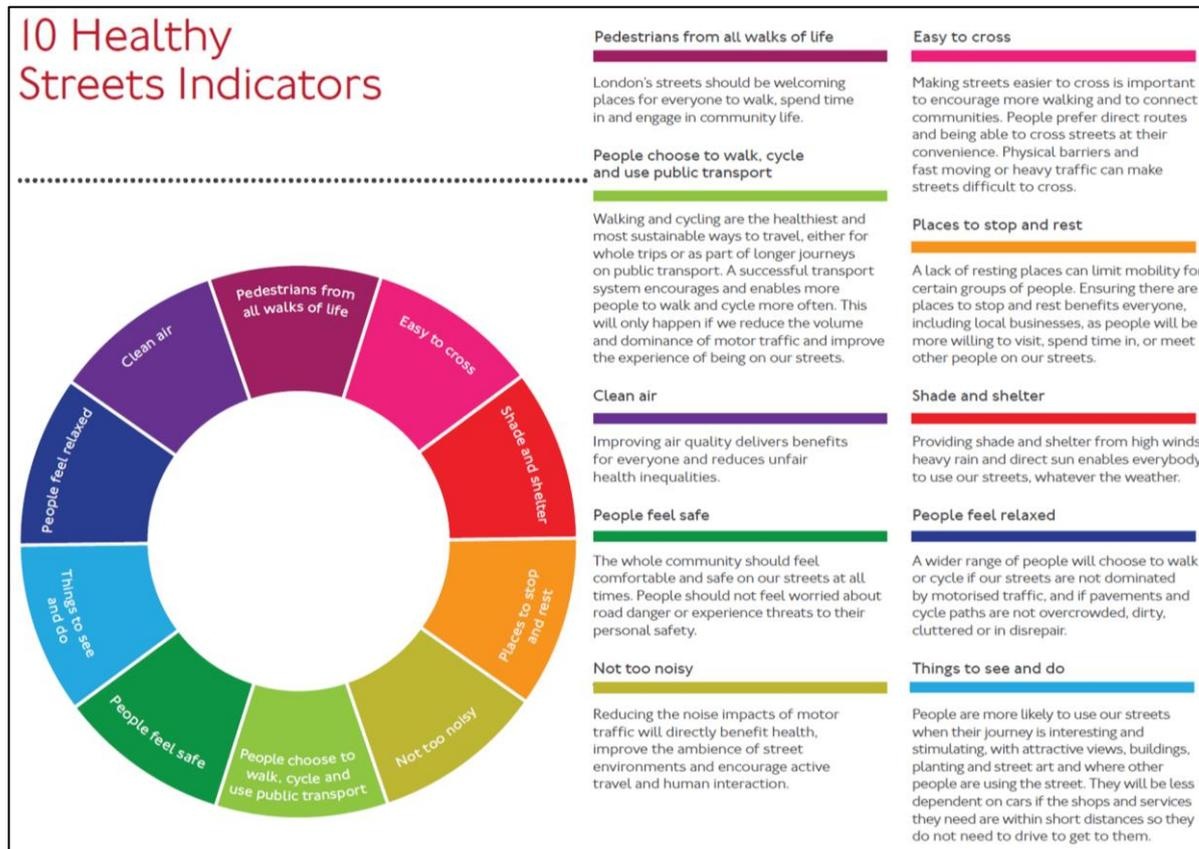 10 Healthy
Streets Indicators
Pedestrians from
all walks of life
Easy to cross
Shade and shelter
Places to stop
and rest
Not too noisy
People choose to
walk, cycle and
use public transport
People feel safe
Things to see
and do
People feel relaxed
Clean air
Pedestrians from all walks of life
London's streets should be welcoming
places for everyone to walk, spend time
in and engage in community life.
People choose to walk, cycle
and use public transport
Walking and cycling are the healthiest and
most sustainable ways to travel, either for
whole trips or as part of longer journeys
on public transport. A successful transport
system encourages and enables more
people to walk and cycle more often. This
will only happen if we reduce the volume
and dominance of motor traffic and improve
the experience of being on our streets.
Clean air
Improving air quality delivers benefits
for everyone and reduces unfair
health inequalities.
People feel safe
The whole community should feel
comfortable and safe on our streets at all
times. People should not feel worried about
road danger or experience threats to their
personal safety.
Not too noisy
Reducing the noise impacts of motor
traffic will directly benefit health,
improve the ambience of street
environments and encourage active
travel and human interaction.
Easy to cross
Making streets easier to cross is important
to encourage more walking and to connect
communities. People prefer direct routes
and being able to cross streets at their
convenience. Physical barriers and
fast moving or heavy traffic can make
streets difficult to cross.
Places to stop and rest
A lack of resting places can limit mobility for
certain groups of people. Ensuring there are
places to stop and rest benefits everyone,
including local businesses, as people will be
more willing to visit, spend time in, or meet
other people on our streets.
Shade and shelter
Providing shade and shelter from high winds
heavy rain and direct sun enables everybody
to use our streets, whatever the weather.
People feel relaxed
A wider range of people will choose to walk
or cycle if our streets are not dominated
by motorised traffic, and if pavements and
cycle paths are not overcrowded, dirty,
cluttered or in disrepair.
Things to see and do
People are more likely to use our streets
when their journey is interesting and
stimulating, with attractive views, buildings,
planting and street art and where other
people are using the street. They will be less
dependent on cars if the shops and services
they need are within short distances so they
do not need to drive to get to them.